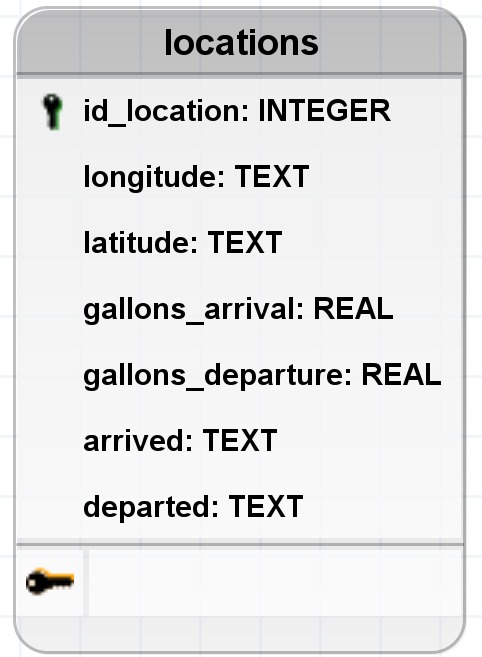 locations
id_location: INTEGER
longitude: TEXT
latitude: TEXT
gallons_arrival: REAL
gallons_departure: REAL
arrived: TEXT
departed: TEXT